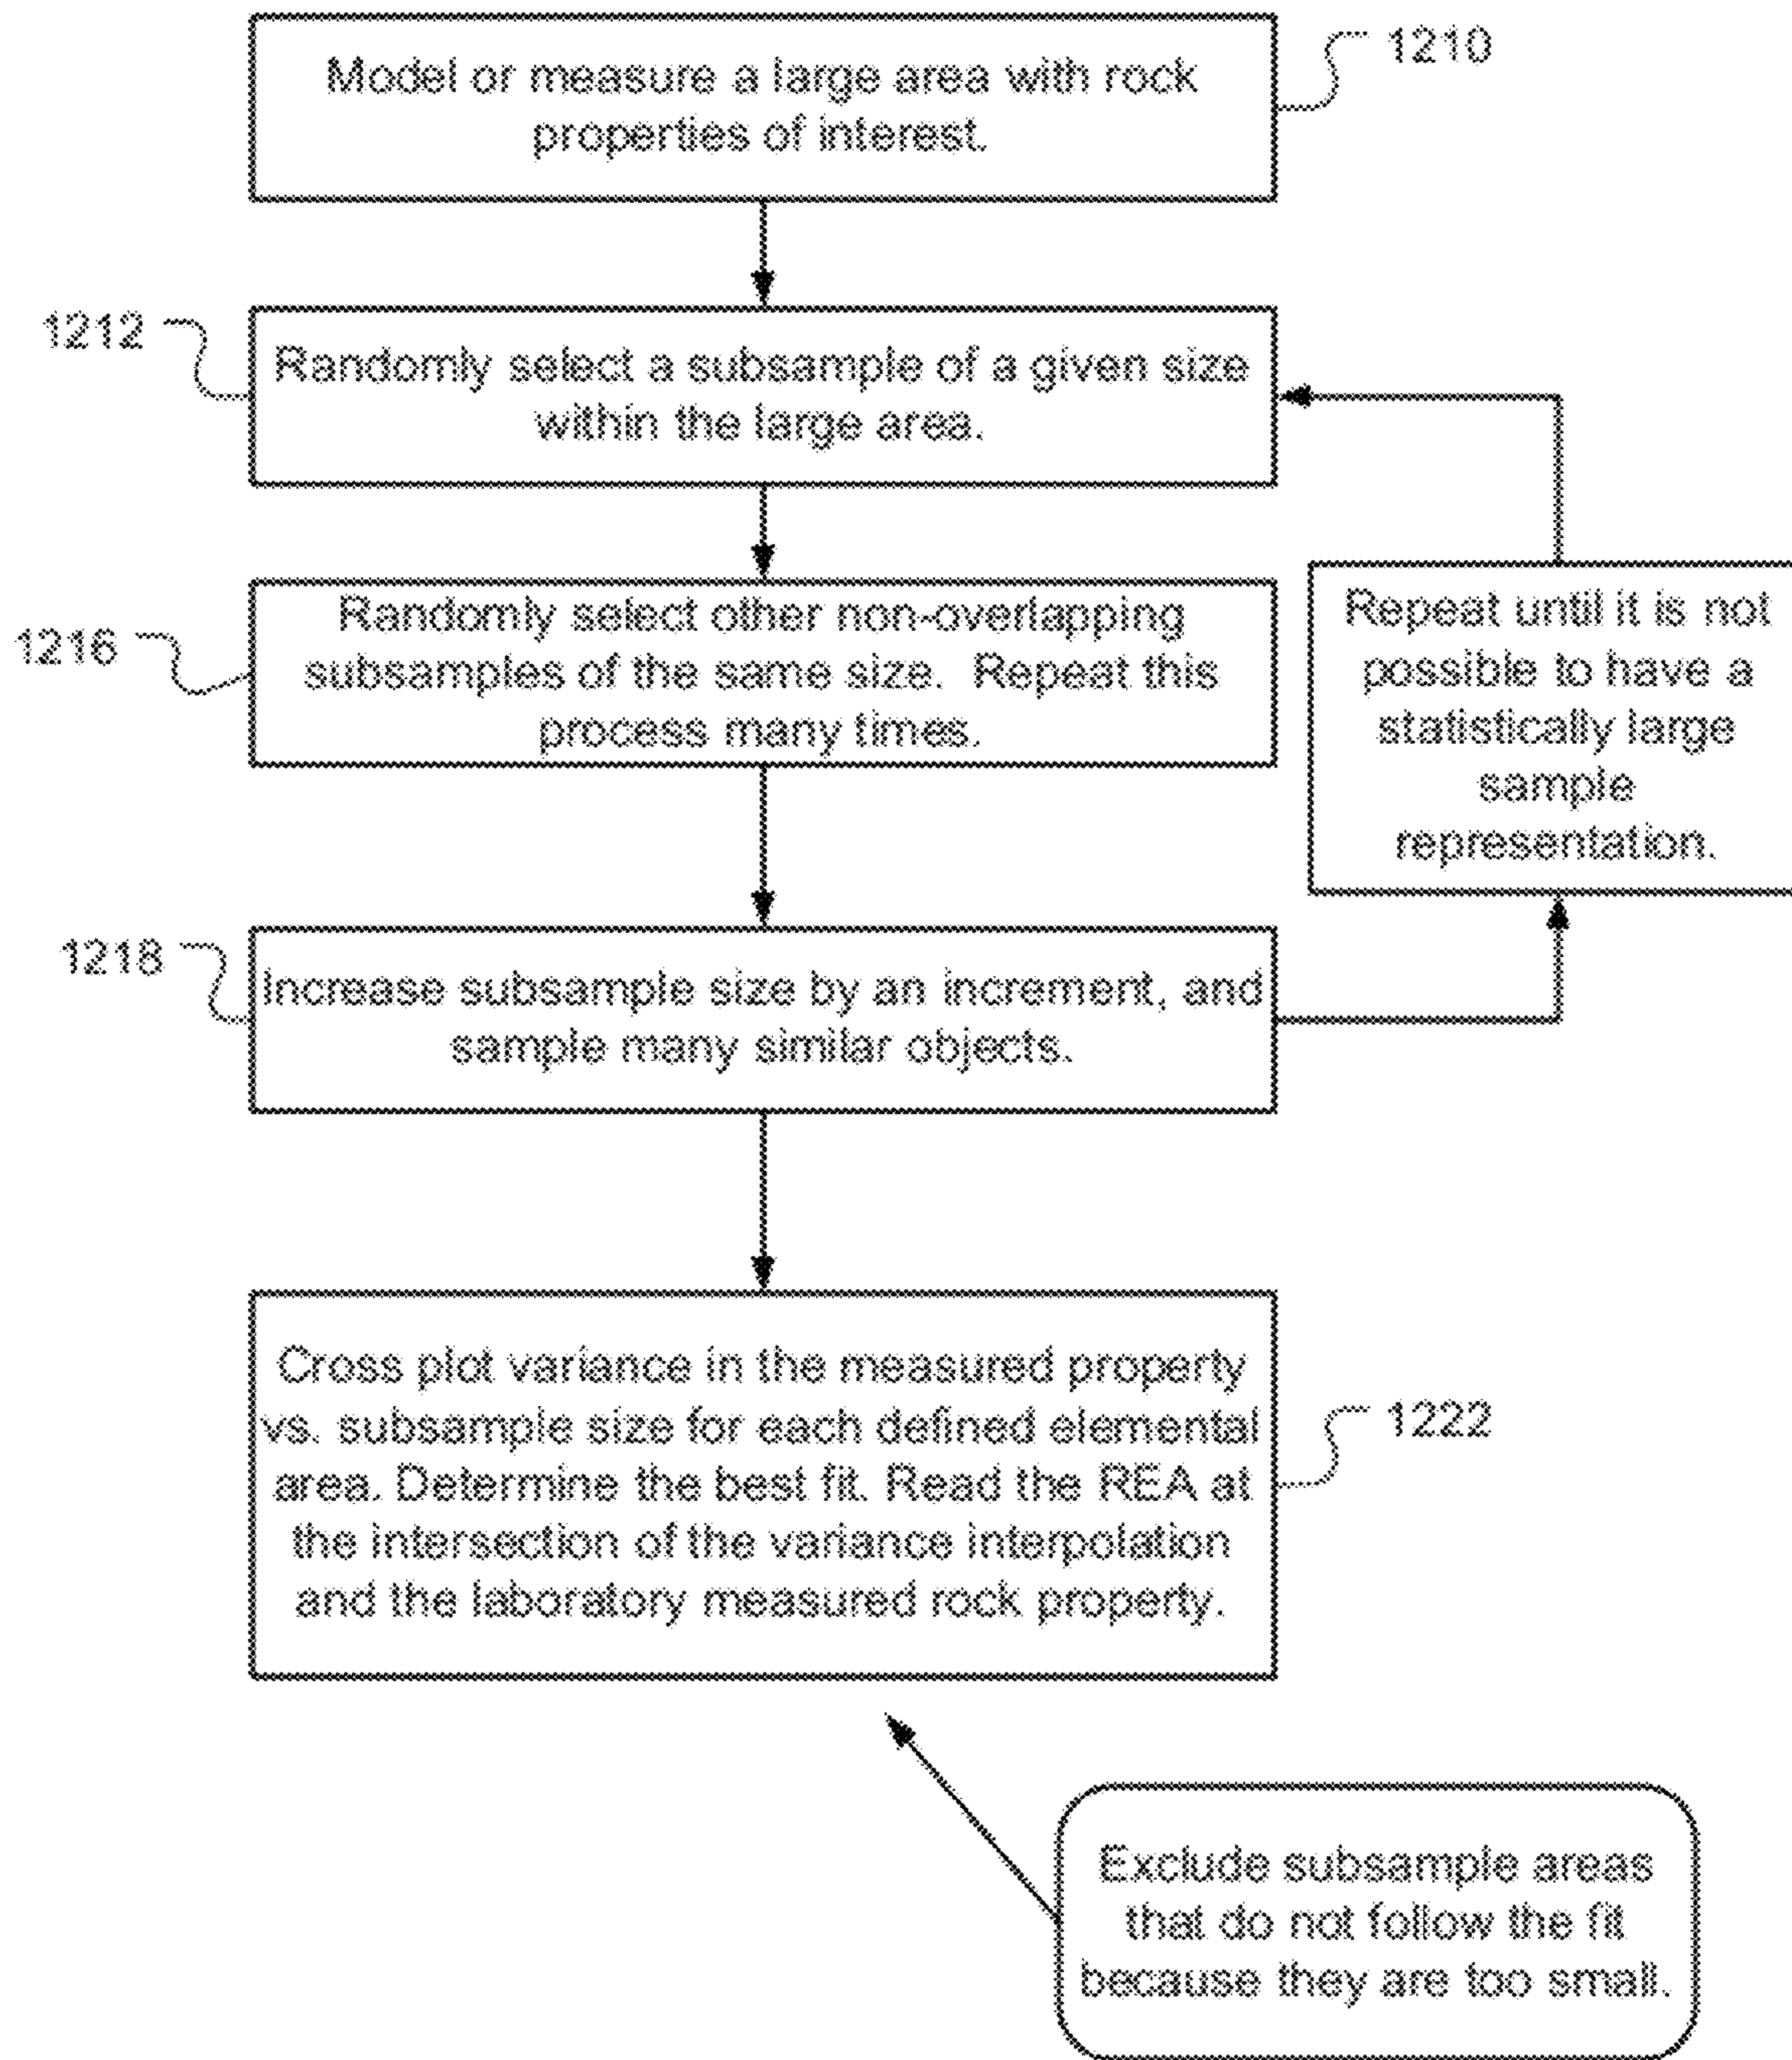 Model or measure a large area with rock
properties of interest.
1210
1212
Randomly select a subsample of a given size
within the large area.
1216
Randomly select other non-overlapping
subsamples of the same size.  Repeat this
process many times.
Repeat until it is not
possible to have a
statistically large
sample
representation.
1218
Increase subsample size by an increment, and
sample many similar objects.
Cross plot variance in the measured property
vs. subsample size for each defined elemental
area. Determine the best fit. Read the REA at
the intersection of the variance interpolation
and the laboratory measured rock property.
1222
Exclude subsample areas
that do not follow the fit
because they are too small.